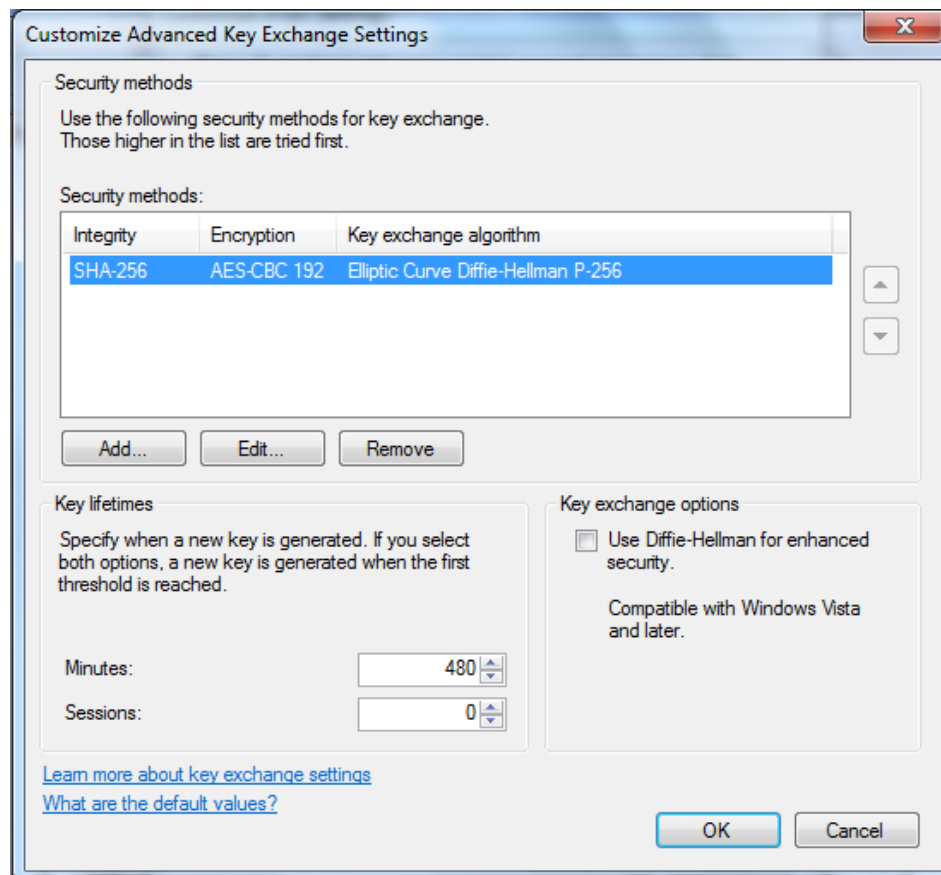 Customize Advanced Key Exchange Settings
Security methods
Use the following security methods for key exchange.
Those higher in the list are tried first.
Security methods:
Integrity Encryption Key exchange algorithm
SHA-256 AES-CBC 192 Elliptic Curve Diffie-Hellman P-256
Add... Edit... Remove
Key lifetimes
Specify when a new key is generated. If you select
both options, a new key is generated when the first
threshold is reached.
Minutes: 480
Sessions: 0
Key exchange options
Use Diffie-Hellman for enhanced
security.
Compatible with Windows Vista
and later.
Learn more about key exchange settings
What are the default values?
OK Cancel